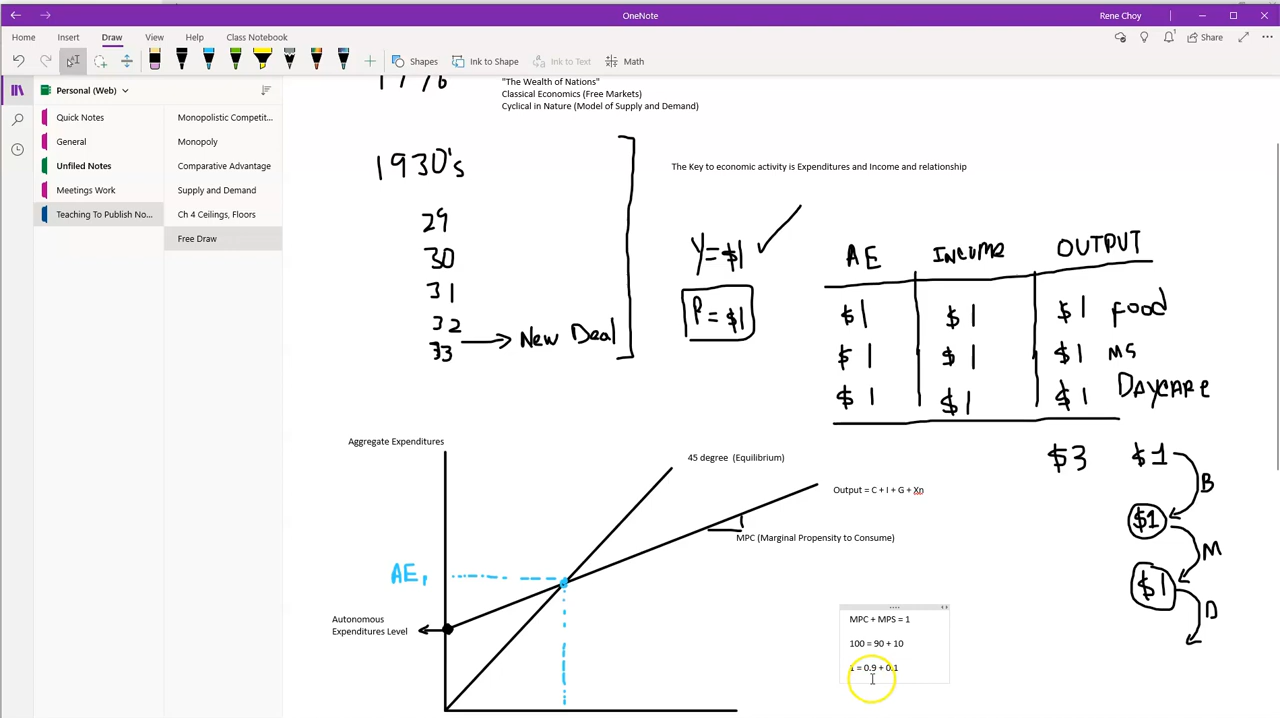 OneNote
Rene Choy
Home Insert Draw View Help Class Notebook
Share
Shapes Ink to Shape Ink to Text Math
Personal (Web)
Quick Notes
General
Unfiled Notes
Meetings Work
Teaching To Publish No...
Monopolistic Competit...
Monopoly
Comparative Advantage
Supply and Demand
Ch 4 Ceilings, Floors
Free Draw
1776
"The Wealth of Nations"
Classical Economics (Free Markets)
Cyclical in Nature (Model of Supply and Demand)
1930's
29
30
31
32
33
New Deal
The Key to economic activity is Expenditures and Income and relationship
Y = $1
P = $1
AE INCOME OUTPUT
$1 $1 $1 Food
$1 $1 $1 MS
$1 $1 $1 DAYCARE
$3 $1
B
$1
M
$1
D
Aggregate Expenditures
45 degree (Equilibrium)
Output = C + I + G + Xn
MPC (Marginal Propensity to Consume)
AE1
Autonomous
Expenditures Level
MPC + MPS = 1
100 = 90 + 10
1 = 0.9 + 0.1